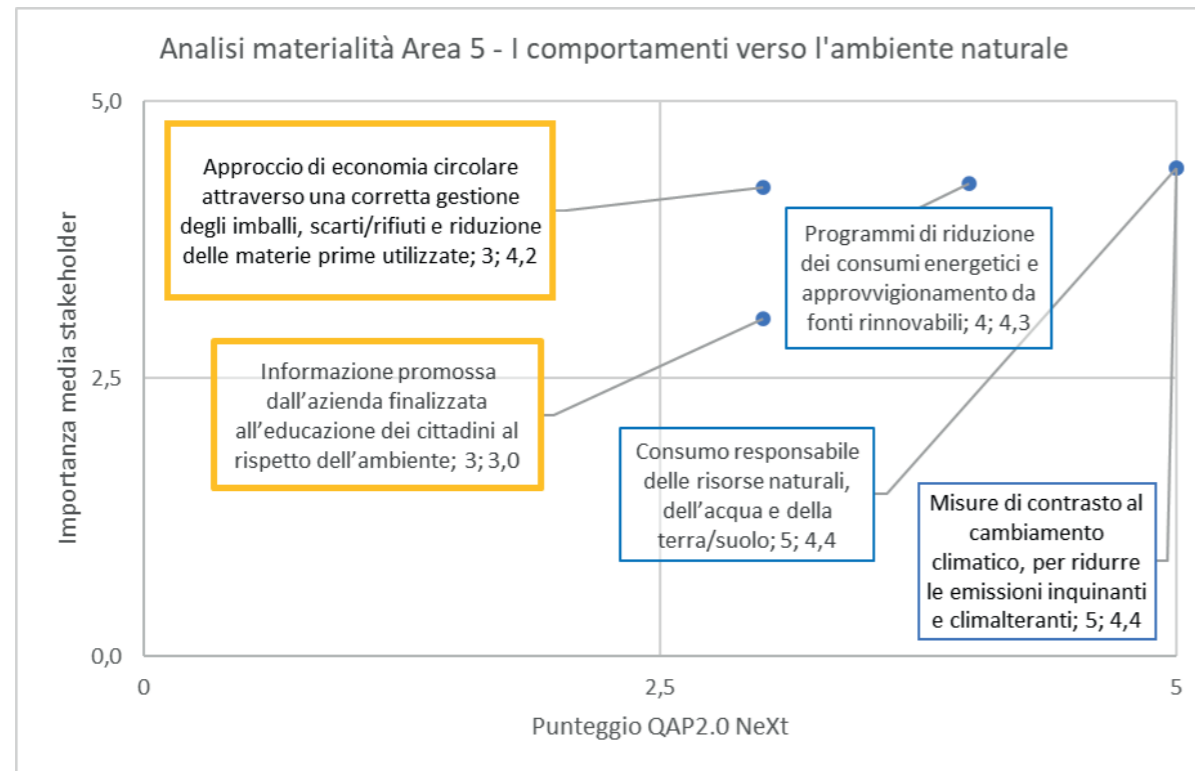 Analisi materialità Area 5 - I comportamenti verso l'ambiente naturale
Importanza media stakeholder
5,0
2,5
0,0
Approccio di economia circolare
attraverso una corretta gestione
degli imballi, scarti/rifiuti e riduzione
delle materie prime utilizzate; 3; 4,2
Programmi di riduzione
dei consumi energetici e
approvvigionamento da
fonti rinnovabili; 4; 4,3
Informazione promossa
dall’azienda finalizzata
all’educazione dei cittadini al
rispetto dell’ambiente; 3; 3,0
Consumo responsabile
delle risorse naturali,
dell’acqua e della
terra/suolo; 5; 4,4
Misure di contrasto al
cambiamento
climatico, per ridurre
le emissioni inquinanti
e climalteranti; 5; 4,4
0
2,5
5
Punteggio QAP2.0 NeXt